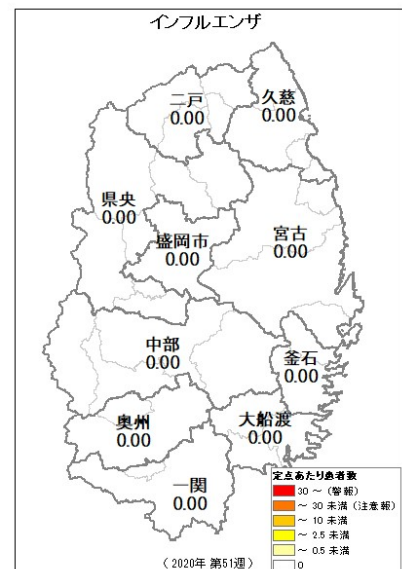 インフルエンザ
二戸
0.00
久慈
0.00
県央
0.00
盛岡市
0.00
宮古
0.00
中部
0.00
釜石
0.00
奥州
0.00
大船渡
0.00
一関
0.00
定点あたり患者数
30 ~ (警報)
~ 30 未満 (注意報)
~ 10 未満
~ 2.5 未満
~ 0.5 未満
0
(2020年 第51週)